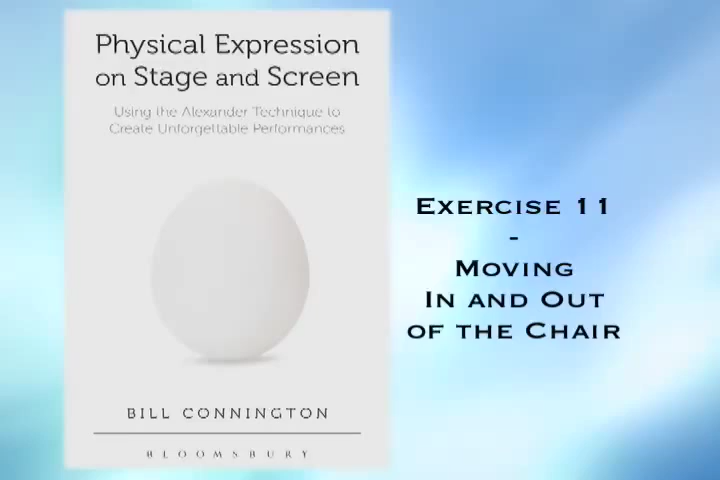 Physical Expression
on Stage and Screen
Using the Alexander Technique to
Create Unforgettable Performances
BILL CONNINGTON
BLOOMSBURY
EXERCISE 11
-
MOVING
IN AND OUT
OF THE CHAIR